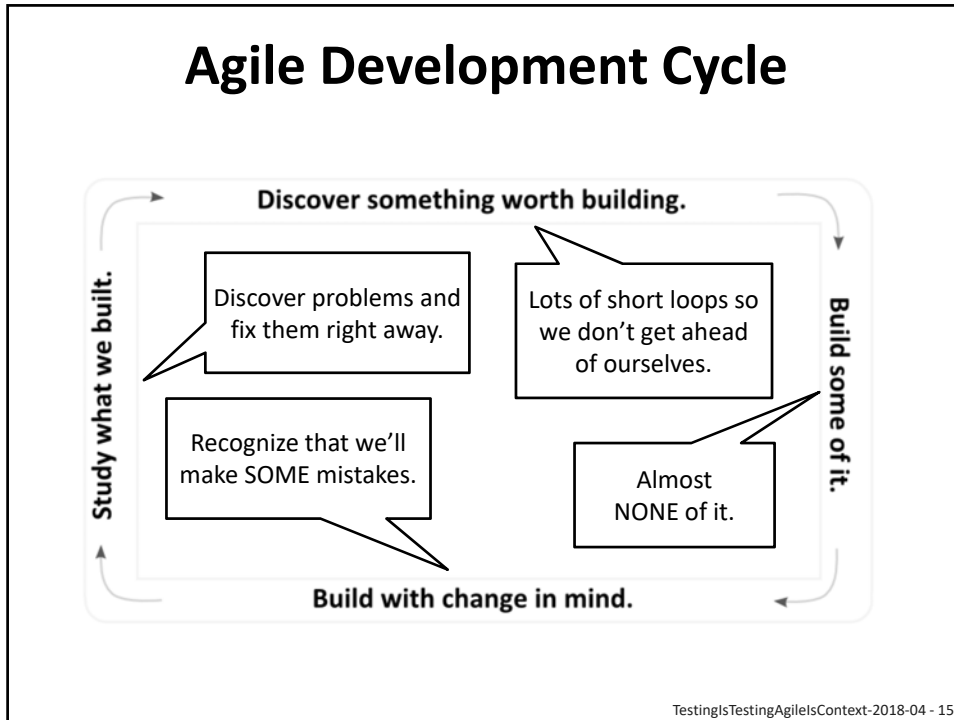 Agile Development Cycle
Discover something worth building.
Discover problems and
fix them right away.
Lots of short loops so
we don’t get ahead
of ourselves.
Study what we built.
Build some of it.
Recognize that we’ll
make SOME mistakes.
Almost
NONE of it.
Build with change in mind.
TestingIsTestingAgileIsContext-2018-04 - 15